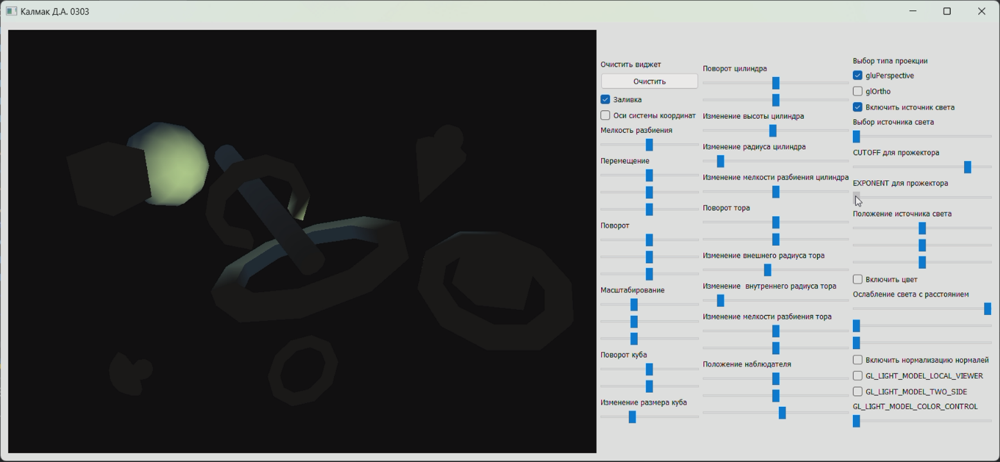 Калмак Д.А. 0303
Очистить виджет
Очистить
Заливка
Оси системы координат
Мелкость разбиения
Перемещение
Поворот
Масштабирование
Поворот куба
Изменение размера куба
Поворот цилиндра
Изменение высоты цилиндра
Изменение радиуса цилиндра
Изменение мелкости разбиения цилиндра
Поворот тора
Изменение внешнего радиуса тора
Изменение  внутреннего радиуса тора
Изменение мелкости разбиения тора
Положение наблюдателя
Выбор типа проекции
gluPerspective
glOrtho
Включить источник света
Выбор источника света
CUTOFF для прожектора
EXPONENT для прожектора
Положение источника света
Включить цвет
Ослабление света с расстоянием
Включить нормализацию нормалей
GL_LIGHT_MODEL_LOCAL_VIEWER
GL_LIGHT_MODEL_TWO_SIDE
GL_LIGHT_MODEL_COLOR_CONTROL